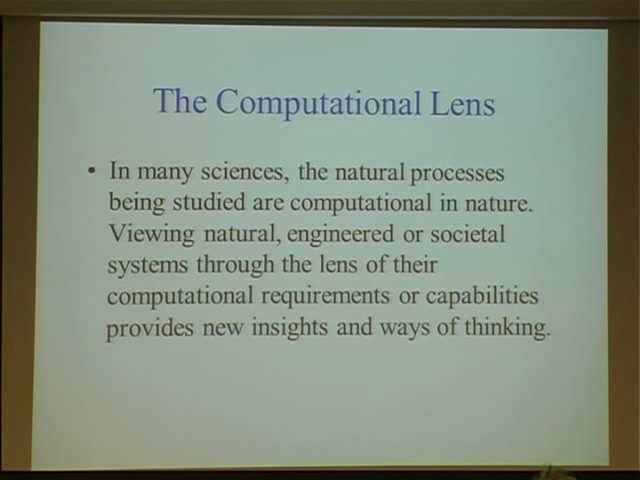 The Computational Lens
• In many sciences, the natural processes
being studied are computational in nature.
Viewing natural, engineered or societal
systems through the lens of their
computational requirements or capabilities
provides new insights and ways of thinking.